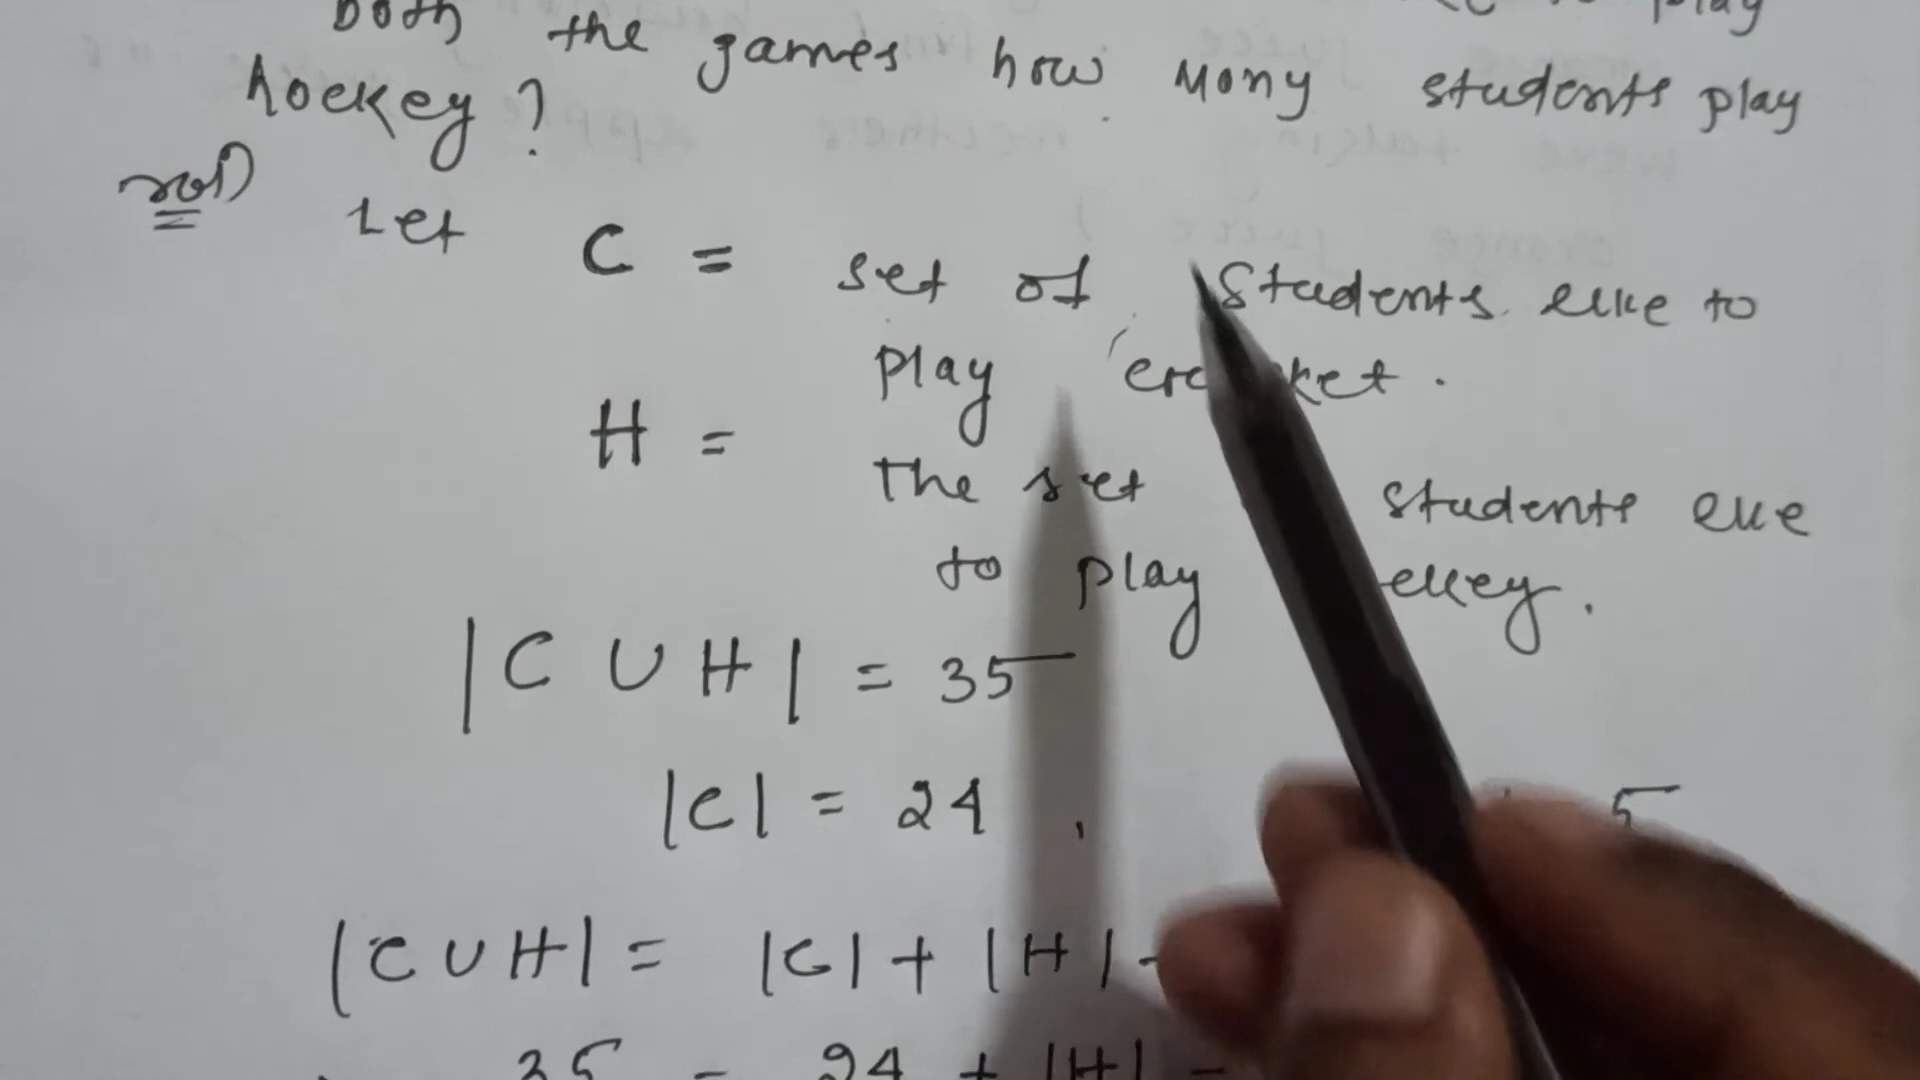 both the games how many students play
hockey?
sol) Let C = set of students like to
play cricket.
H = the set students like
to play
|C ∪ H| = 35
|C| = 24 , 5
|C ∪ H| = |C| + |H| -
35 = 24 + |H| -